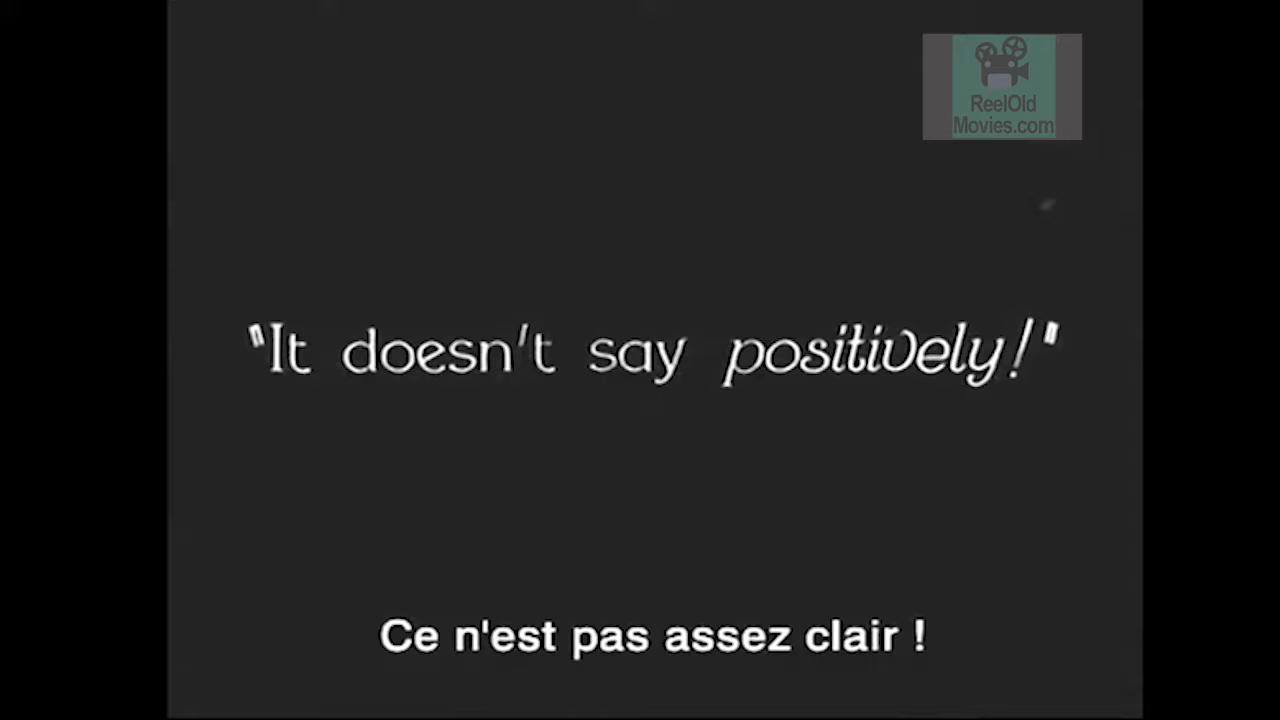 ReelOld
Movies.com
"It doesn't say positively!"
Ce n'est pas assez clair !